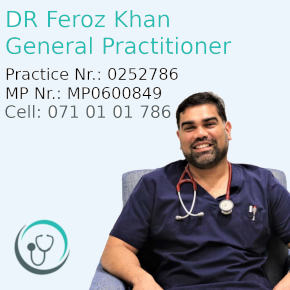 DR Feroz Khan
General Practitioner
Practice Nr.: 0252786
MP Nr.: MP0600849
Cell: 071 01 01 786